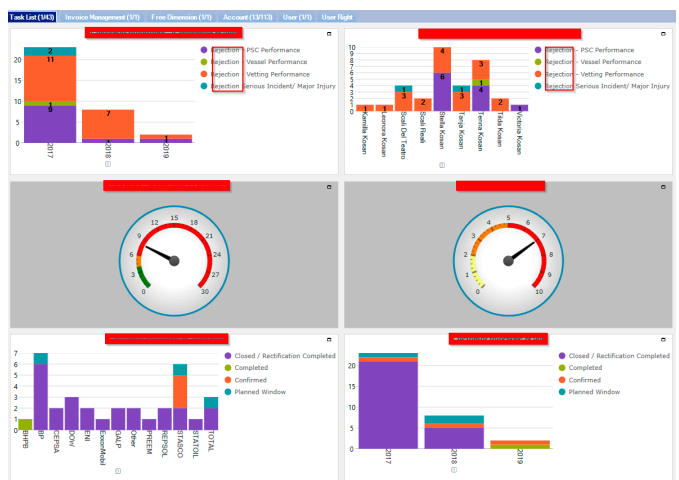 Task List (1/43) Invoice Management (1/1) Free Dimension (1/1) Account (13/113) User (1/1) User Right
20
15
10
5
0
2
11
1
9
7
1
1
2017
2018
2019
Rejection - PSC Performance
Rejection - Vessel Performance
Rejection - Vetting Performance
Rejection Serious Incident/ Major Injury
10
9
8
7
6
5
4
3
2
1
0
1
1
1
3
2
4
6
1
3
3
1
4
2
1
Kamilla Kosan
Leonora Kosan
Scali Del Teatro
Scali Reali
Stella Kosan
Tanja Kosan
Tenna Kosan
Tilda Kosan
Victoria Kosan
Rejection - PSC Performance
Rejection - Vessel Performance
Rejection - Vetting Performance
Rejection Serious Incident/ Major Injury
0
3
6
9
12
15
18
21
24
27
30
0
1
2
3
4
5
6
7
8
9
10
7
6
5
4
3
2
1
0
BHPB
BP
CEPSA
DOW
ENI
ExxonMobil
GALP
Other
PREEM
REPSOL
STASCO
STATOIL
TOTAL
Closed / Rectification Completed
Completed
Confirmed
Planned Window
20
15
10
5
0
2017
2018
2019
Closed / Rectification Completed
Completed
Confirmed
Planned Window